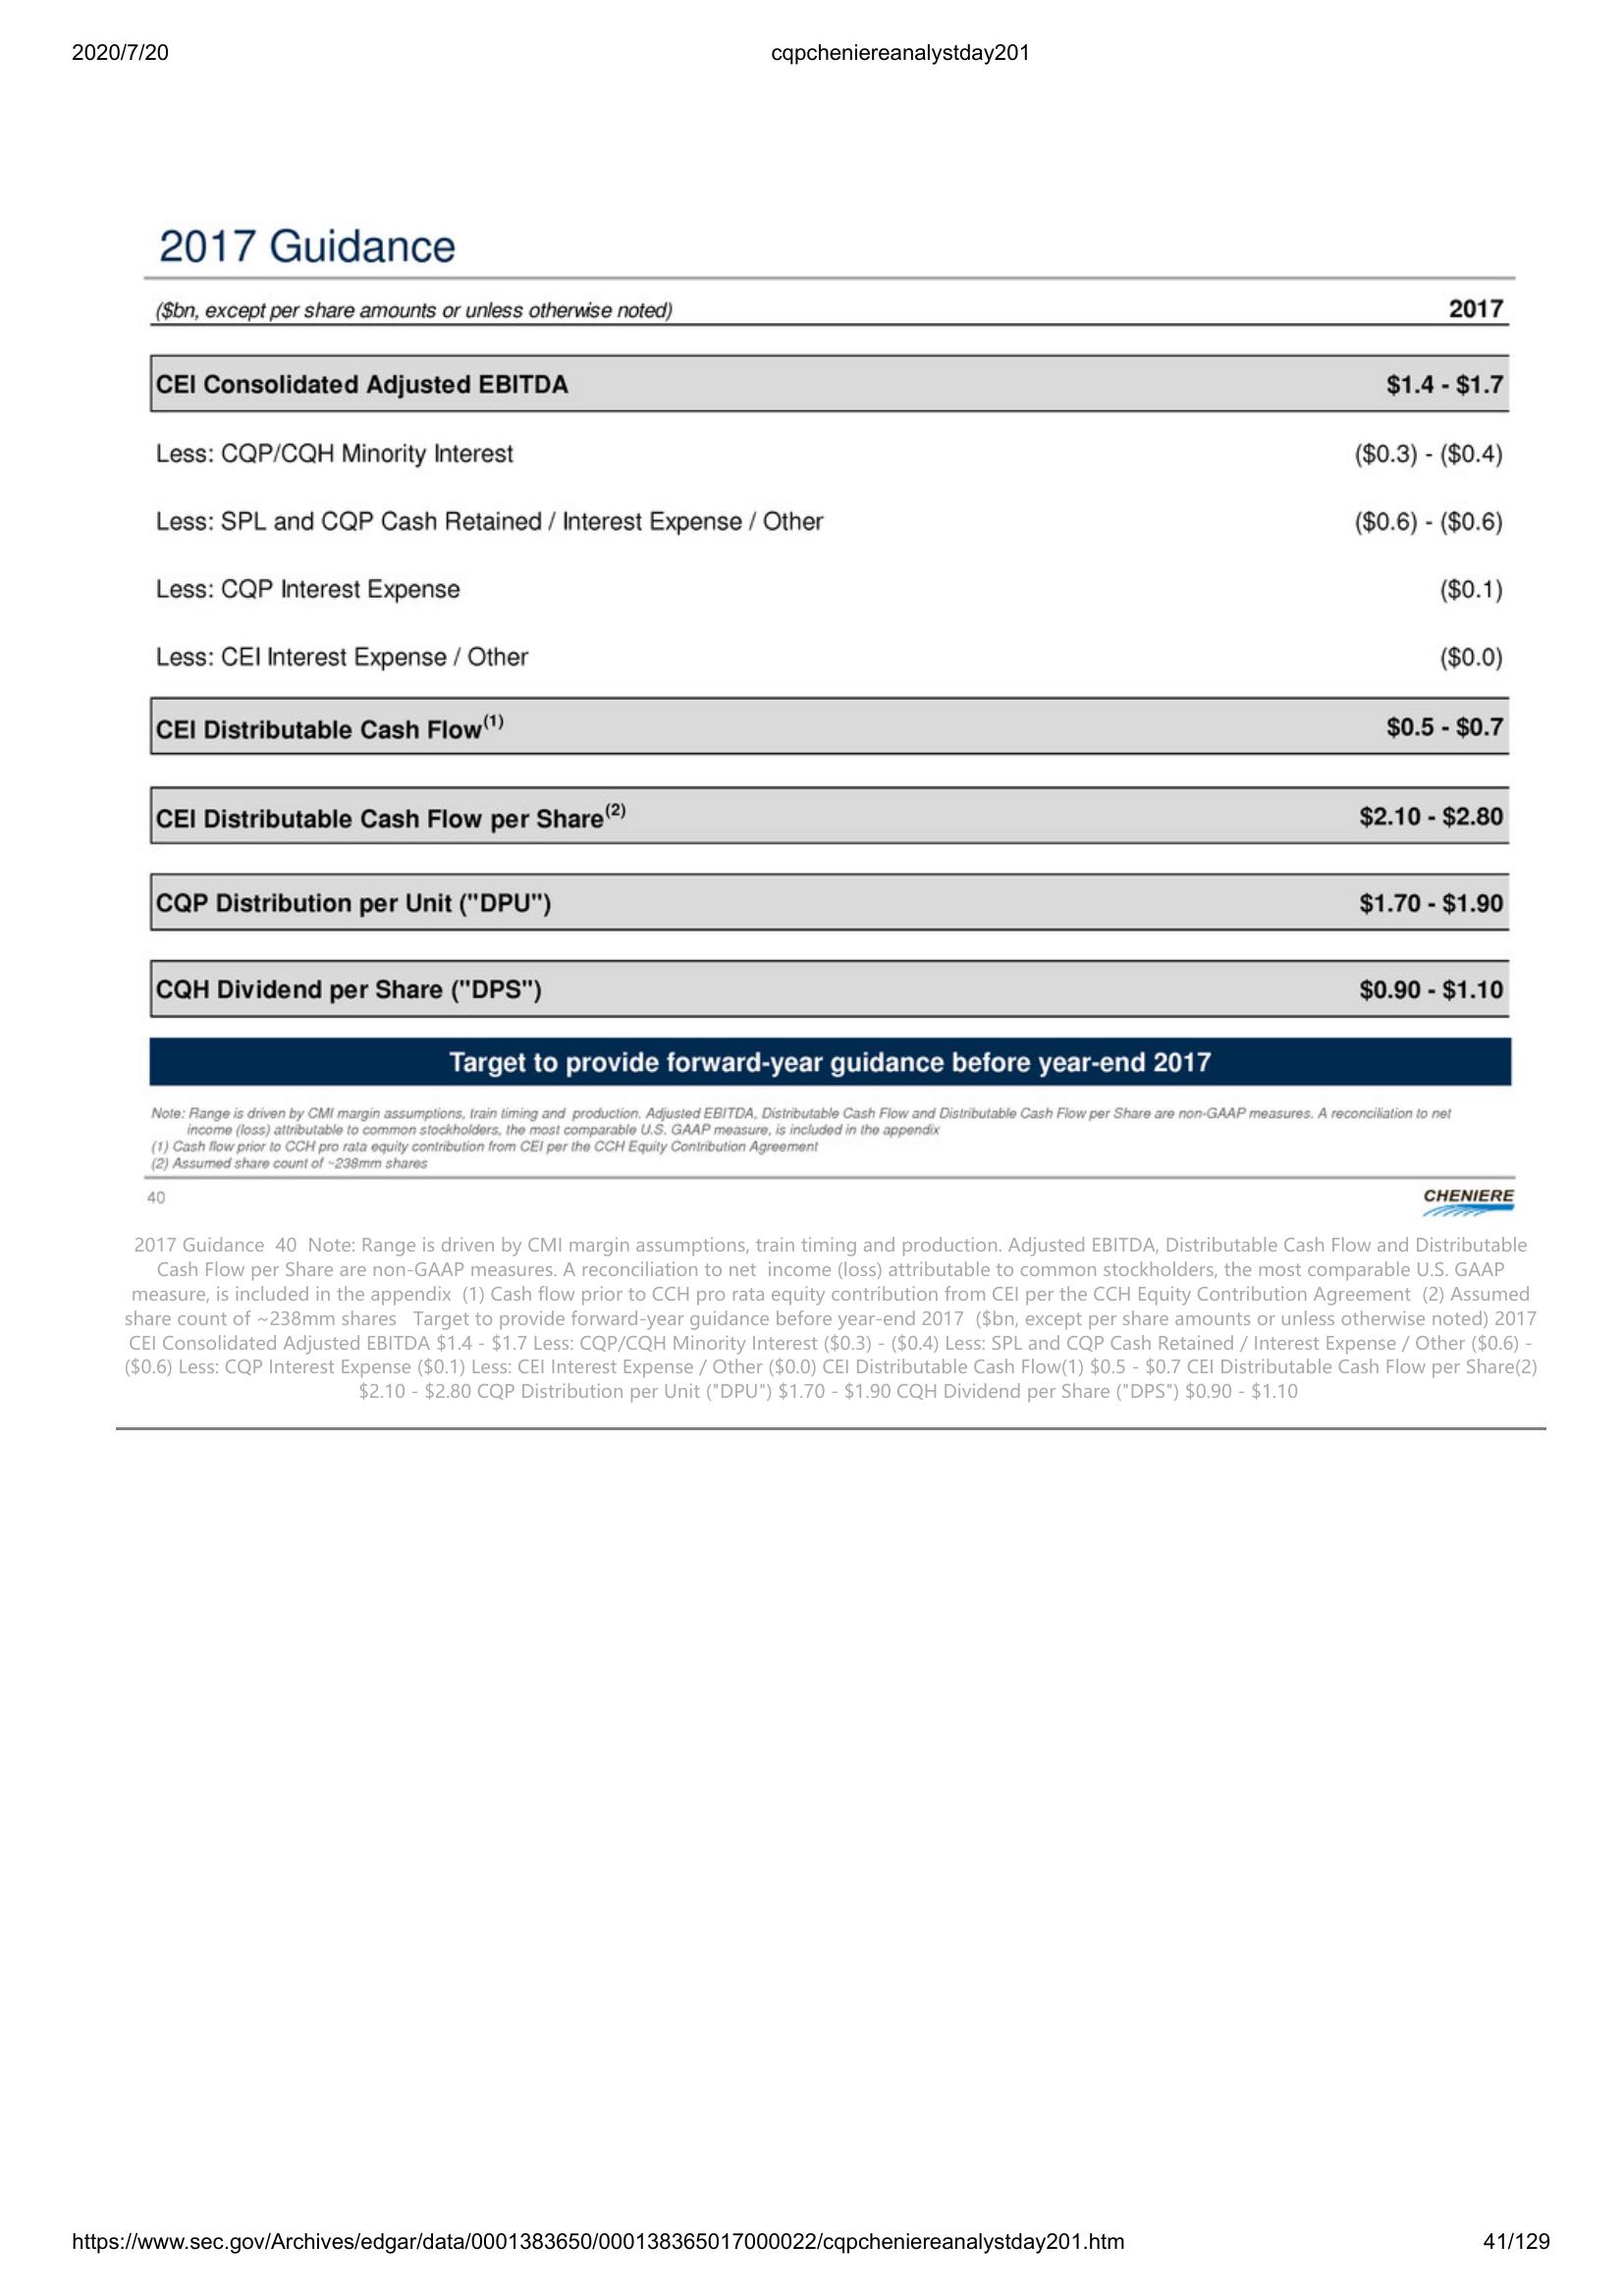 2020/7/20 cqpcheniereanalystday201
2017 Guidance
($bn, except per share amounts or unless otherwise noted) 2017
CEI Consolidated Adjusted EBITDA $1.4 - $1.7
Less: CQP/CQH Minority Interest ($0.3) - ($0.4)
Less: SPL and CQP Cash Retained / Interest Expense / Other ($0.6) - ($0.6)
Less: CQP Interest Expense ($0.1)
Less: CEI Interest Expense / Other ($0.0)
CEI Distributable Cash Flow(1) $0.5 - $0.7
CEI Distributable Cash Flow per Share(2) $2.10 - $2.80
CQP Distribution per Unit ("DPU") $1.70 - $1.90
CQH Dividend per Share ("DPS") $0.90 - $1.10
Target to provide forward-year guidance before year-end 2017
Note: Range is driven by CMI margin assumptions, train timing and production. Adjusted EBITDA, Distributable Cash Flow and Distributable Cash Flow per Share are non-GAAP measures. A reconciliation to net
income (loss) attributable to common stockholders, the most comparable U.S. GAAP measure, is included in the appendix
(1) Cash flow prior to CCH pro rata equity contribution from CEI per the CCH Equity Contribution Agreement
(2) Assumed share count of ~238mm shares
40 CHENIERE
2017 Guidance 40 Note: Range is driven by CMI margin assumptions, train timing and production. Adjusted EBITDA, Distributable Cash Flow and Distributable
Cash Flow per Share are non-GAAP measures. A reconciliation to net income (loss) attributable to common stockholders, the most comparable U.S. GAAP
measure, is included in the appendix (1) Cash flow prior to CCH pro rata equity contribution from CEI per the CCH Equity Contribution Agreement (2) Assumed
share count of ~238mm shares Target to provide forward-year guidance before year-end 2017 ($bn, except per share amounts or unless otherwise noted) 2017
CEI Consolidated Adjusted EBITDA $1.4 - $1.7 Less: CQP/CQH Minority Interest ($0.3) - ($0.4) Less: SPL and CQP Cash Retained / Interest Expense / Other ($0.6) -
($0.6) Less: CQP Interest Expense ($0.1) Less: CEI Interest Expense / Other ($0.0) CEI Distributable Cash Flow(1) $0.5 - $0.7 CEI Distributable Cash Flow per Share(2)
$2.10 - $2.80 CQP Distribution per Unit ("DPU") $1.70 - $1.90 CQH Dividend per Share ("DPS") $0.90 - $1.10
https://www.sec.gov/Archives/edgar/data/0001383650/000138365017000022/cqpcheniereanalystday201.htm 41/129